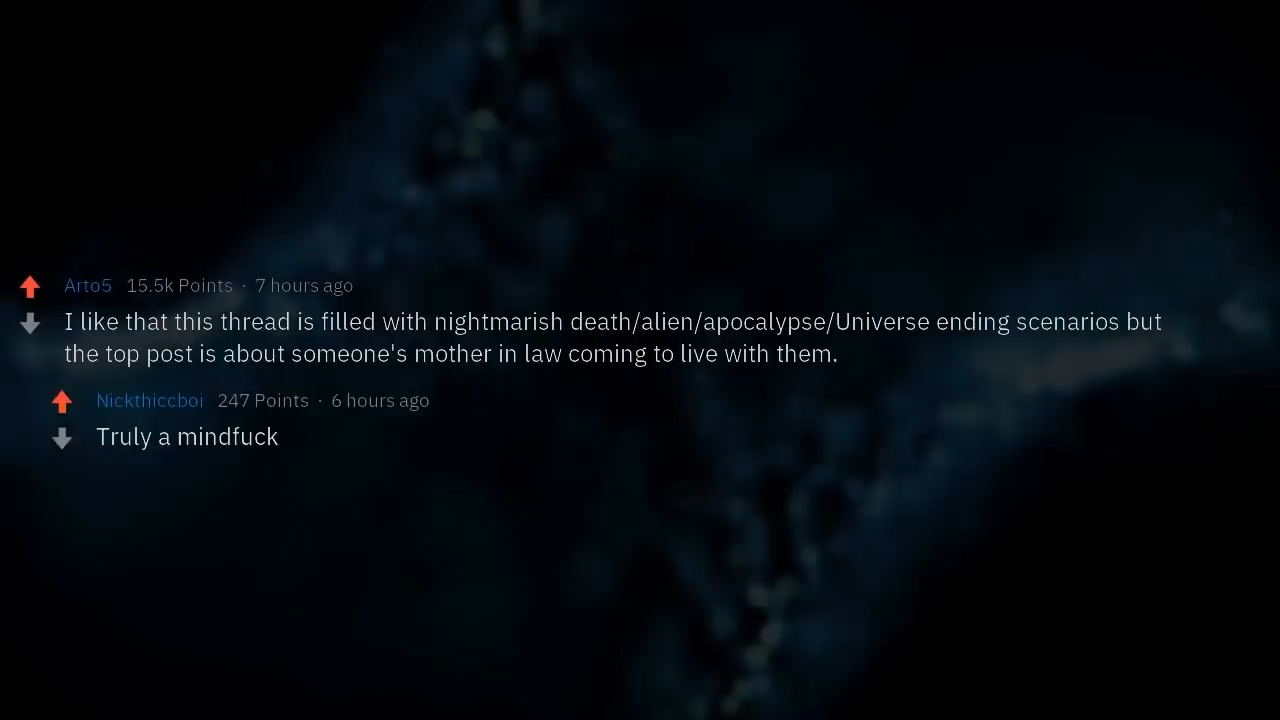 Arto5 15.5k Points · 7 hours ago
I like that this thread is filled with nightmarish death/alien/apocalypse/Universe ending scenarios but
the top post is about someone's mother in law coming to live with them.
Nickthiccboi 247 Points · 6 hours ago
Truly a mindfuck